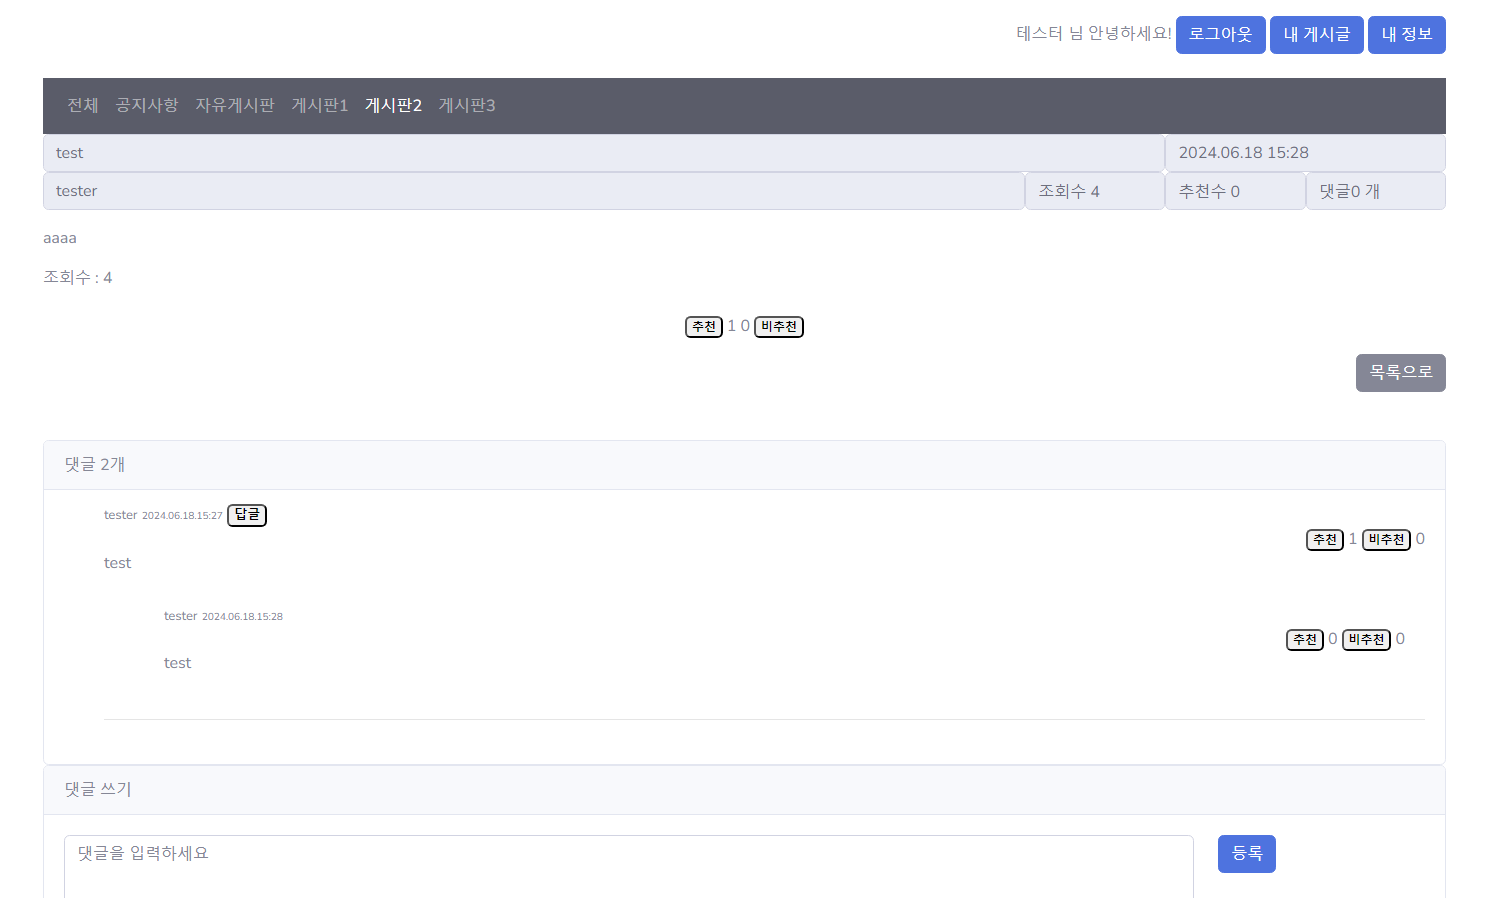 테스터 님 안녕하세요! 로그아웃 내 게시글 내 정보
전체 공지사항 자유게시판 게시판1 게시판2 게시판3
test 2024.06.18 15:28
tester 조회수 4 추천수 0 댓글0 개
aaaa
조회수 : 4
추천 1 0 비추천
목록으로
댓글 2개
tester 2024.06.18.15:27 답글
추천 1 비추천 0
test
tester 2024.06.18.15:28
추천 0 비추천 0
test
댓글 쓰기
댓글을 입력하세요 등록